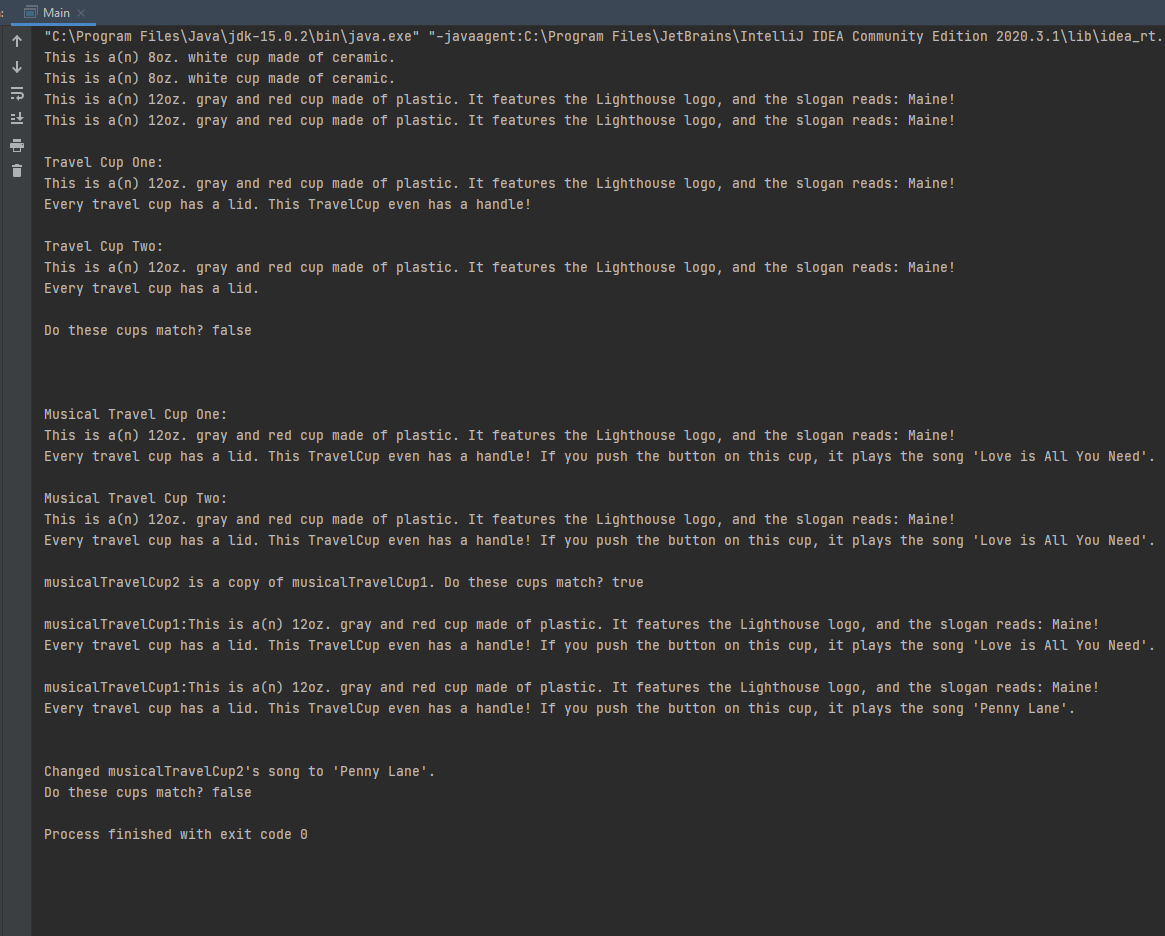 Main
"C:\Program Files\Java\jdk-15.0.2\bin\java.exe" "-javaagent:C:\Program Files\JetBrains\IntelliJ IDEA Community Edition 2020.3.1\lib\idea_rt.
This is a(n) 8oz. white cup made of ceramic.
This is a(n) 8oz. white cup made of ceramic.
This is a(n) 12oz. gray and red cup made of plastic. It features the Lighthouse logo, and the slogan reads: Maine!
This is a(n) 12oz. gray and red cup made of plastic. It features the Lighthouse logo, and the slogan reads: Maine!
Travel Cup One:
This is a(n) 12oz. gray and red cup made of plastic. It features the Lighthouse logo, and the slogan reads: Maine!
Every travel cup has a lid. This TravelCup even has a handle!
Travel Cup Two:
This is a(n) 12oz. gray and red cup made of plastic. It features the Lighthouse logo, and the slogan reads: Maine!
Every travel cup has a lid.
Do these cups match? false
Musical Travel Cup One:
This is a(n) 12oz. gray and red cup made of plastic. It features the Lighthouse logo, and the slogan reads: Maine!
Every travel cup has a lid. This TravelCup even has a handle! If you push the button on this cup, it plays the song 'Love is All You Need'.
Musical Travel Cup Two:
This is a(n) 12oz. gray and red cup made of plastic. It features the Lighthouse logo, and the slogan reads: Maine!
Every travel cup has a lid. This TravelCup even has a handle! If you push the button on this cup, it plays the song 'Love is All You Need'.
musicalTravelCup2 is a copy of musicalTravelCup1. Do these cups match? true
musicalTravelCup1:This is a(n) 12oz. gray and red cup made of plastic. It features the Lighthouse logo, and the slogan reads: Maine!
Every travel cup has a lid. This TravelCup even has a handle! If you push the button on this cup, it plays the song 'Love is All You Need'.
musicalTravelCup1:This is a(n) 12oz. gray and red cup made of plastic. It features the Lighthouse logo, and the slogan reads: Maine!
Every travel cup has a lid. This TravelCup even has a handle! If you push the button on this cup, it plays the song 'Penny Lane'.
Changed musicalTravelCup2's song to 'Penny Lane'.
Do these cups match? false
Process finished with exit code 0